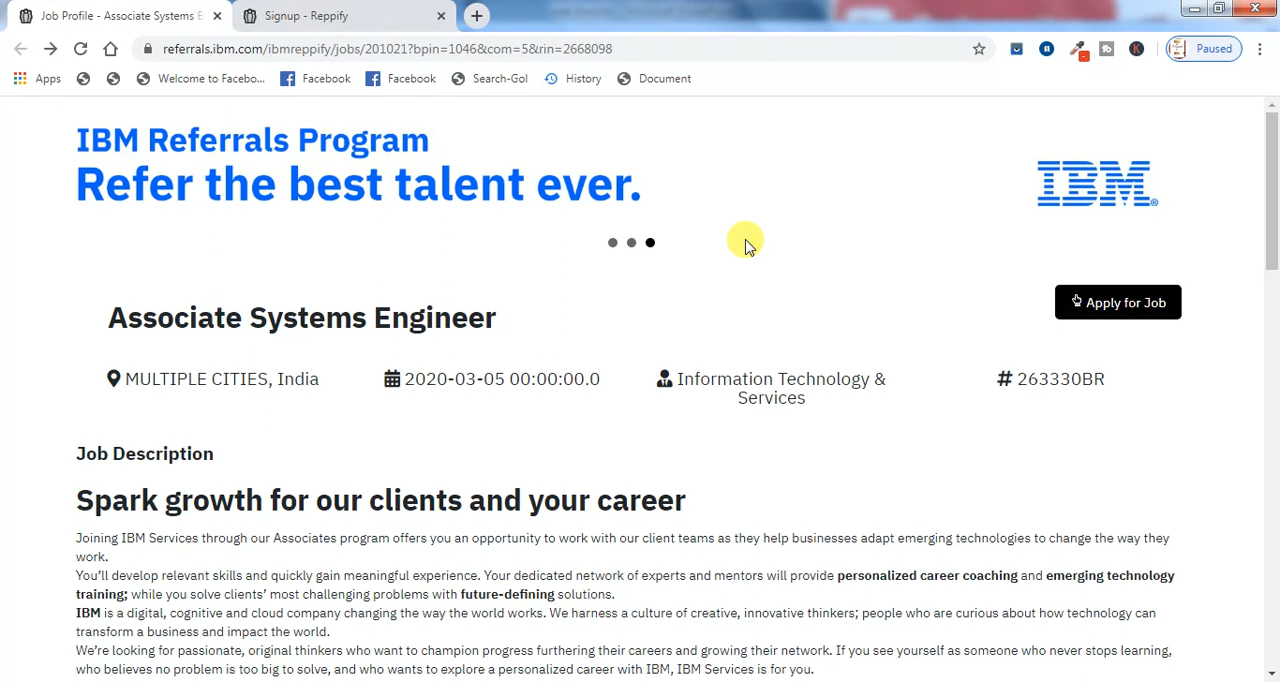 Job Profile - Associate Systems E
Signup - Reppify
referrals.ibm.com/ibmreppify/jobs/201021?bpin=1046&com=5&rin=2668098
Paused
Apps
Welcome to Facebo...
Facebook
Facebook
Search-Gol
History
Document
IBM Referrals Program
Refer the best talent ever.
IBM®
Associate Systems Engineer
Apply for Job
MULTIPLE CITIES, India
2020-03-05 00:00:00.0
Information Technology &
Services
# 263330BR
Job Description
Spark growth for our clients and your career
Joining IBM Services through our Associates program offers you an opportunity to work with our client teams as they help businesses adapt emerging technologies to change the way they
work.
You'll develop relevant skills and quickly gain meaningful experience. Your dedicated network of experts and mentors will provide personalized career coaching and emerging technology
training; while you solve clients' most challenging problems with future-defining solutions.
IBM is a digital, cognitive and cloud company changing the way the world works. We harness a culture of creative, innovative thinkers; people who are curious about how technology can
transform a business and impact the world.
We're looking for passionate, original thinkers who want to champion progress furthering their careers and growing their network. If you see yourself as someone who never stops learning,
who believes no problem is too big to solve, and who wants to explore a personalized career with IBM, IBM Services is for you.